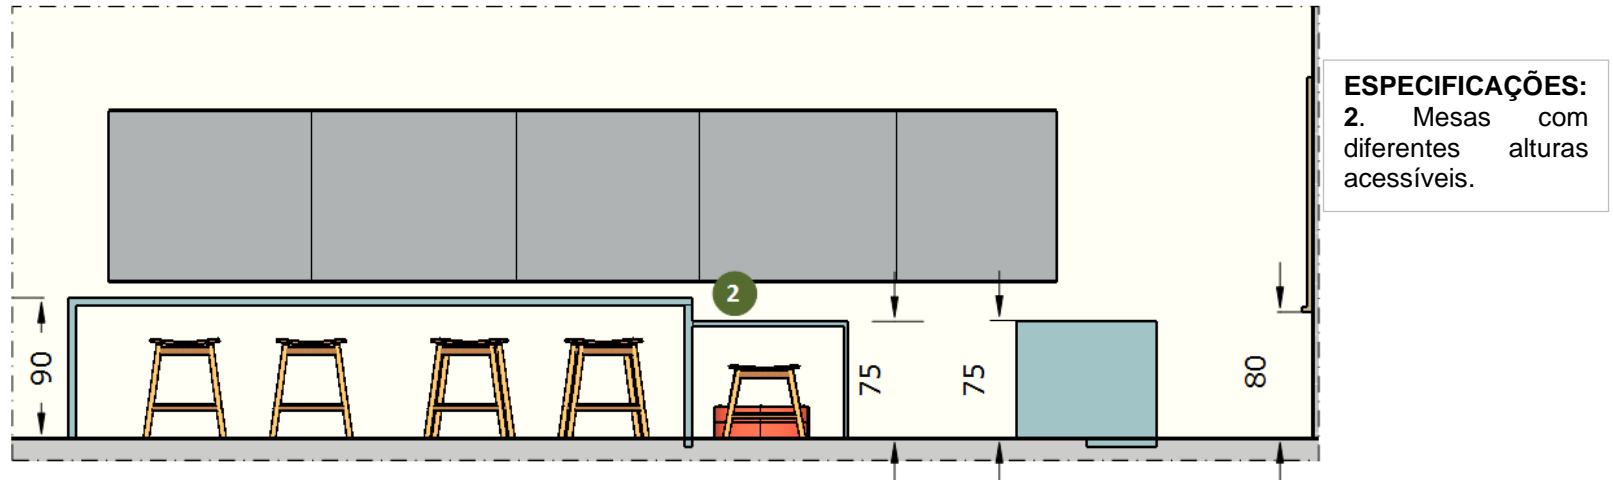 ESPECIFICAÇÕES:
2. Mesas com
diferentes alturas
acessíveis.
2
90
75
75
80